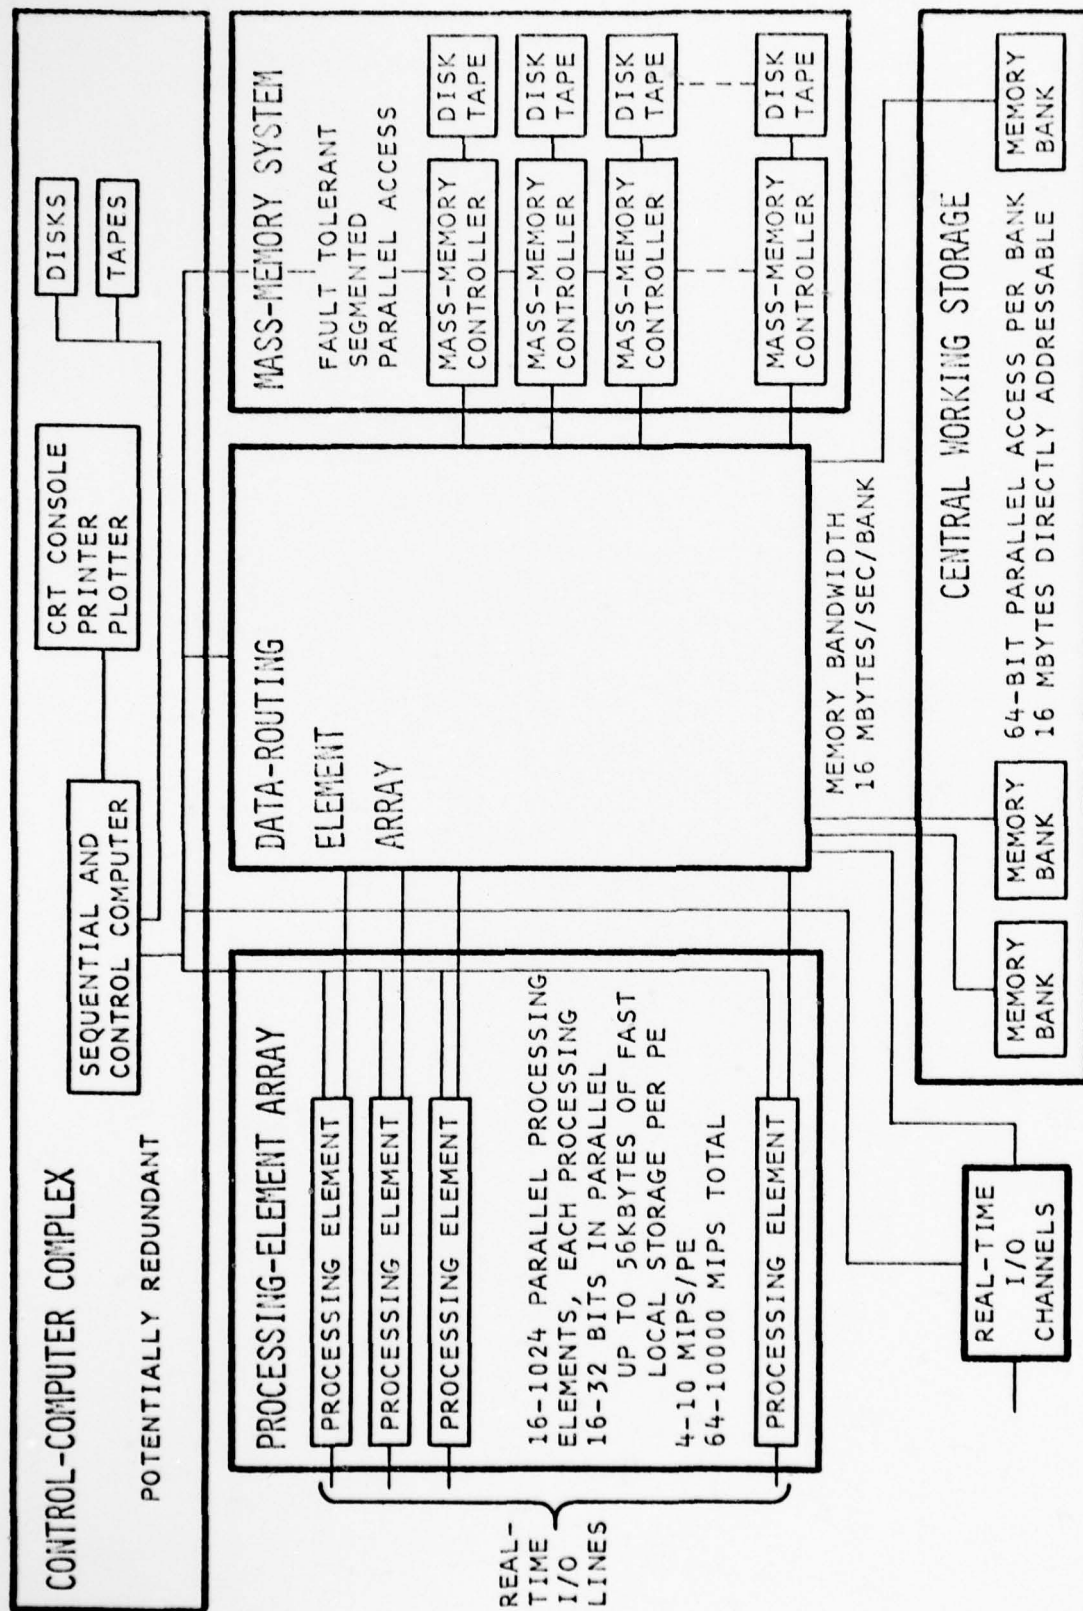 CONTROL-COMPUTER COMPLEX
POTENTIALLY REDUNDANT
SEQUENTIAL AND
CONTROL COMPUTER
CRT CONSOLE
PRINTER
PLOTTER
DISKS
TAPES
PROCESSING-ELEMENT ARRAY
PROCESSING ELEMENT
PROCESSING ELEMENT
PROCESSING ELEMENT
16-1024 PARALLEL PROCESSING
ELEMENTS, EACH PROCESSING
16-32 BITS IN PARALLEL
UP TO 56KBYTES OF FAST
LOCAL STORAGE PER PE
4-10 MIPS/PE
64-10000 MIPS TOTAL
PROCESSING ELEMENT
REAL-
TIME
I/O
LINES
DATA-ROUTING
ELEMENT
ARRAY
MASS-MEMORY SYSTEM
FAULT TOLERANT
SEGMENTED
PARALLEL ACCESS
MASS-MEMORY
CONTROLLER
DISK
TAPE
MASS-MEMORY
CONTROLLER
DISK
TAPE
MASS-MEMORY
CONTROLLER
DISK
TAPE
MASS-MEMORY
CONTROLLER
DISK
TAPE
MEMORY BANDWIDTH
16 MBYTES/SEC/BANK
REAL-TIME
I/O
CHANNELS
CENTRAL WORKING STORAGE
MEMORY
BANK
MEMORY
BANK
64-BIT PARALLEL ACCESS PER BANK
16 MBYTES DIRECTLY ADDRESSABLE
MEMORY
BANK